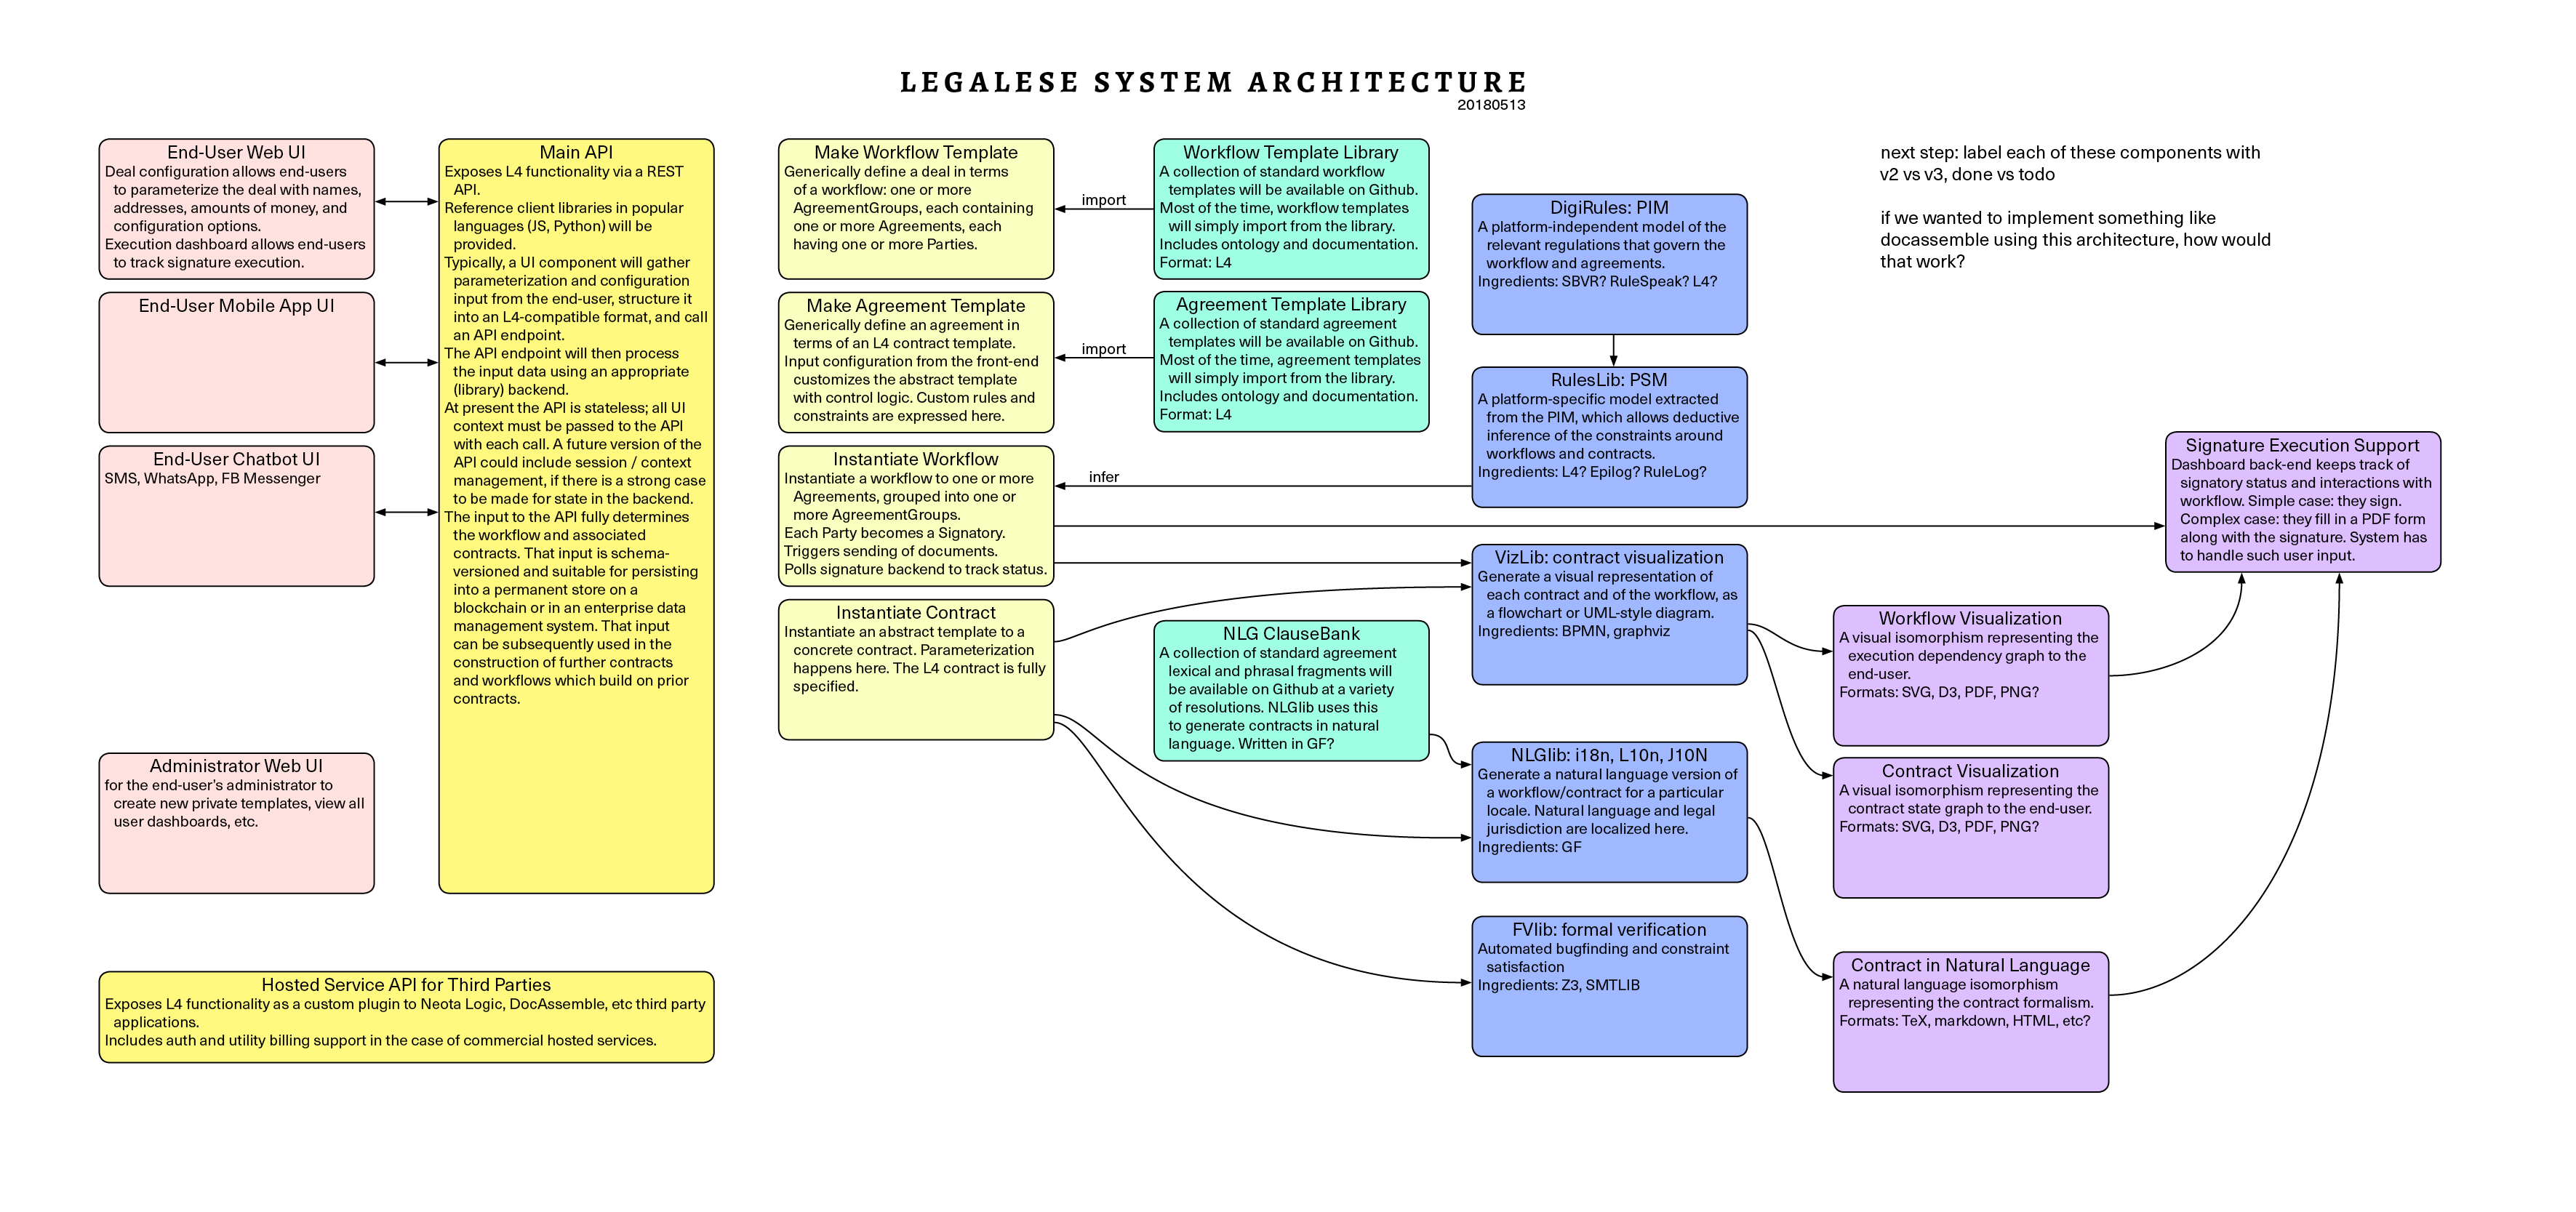 LEGALESE SYSTEM ARCHITECTURE
20180513
End-User Web UI
Deal configuration allows end-users
to parameterize the deal with names,
addresses, amounts of money, and
configuration options.
Execution dashboard allows end-users
to track signature execution.
End-User Mobile App UI
End-User Chatbot UI
SMS, WhatsApp, FB Messenger
Administrator Web UI
for the end-user's administrator to
create new private templates, view all
user dashboards, etc.
Main API
Exposes L4 functionality via a REST
API.
Reference client libraries in popular
languages (JS, Python) will be
provided.
Typically, a UI component will gather
parameterization and configuration
input from the end-user, structure it
into an L4-compatible format, and call
an API endpoint.
The API endpoint will then process
the input data using an appropriate
(library) backend.
At present the API is stateless; all UI
context must be passed to the API
with each call. A future version of the
API could include session / context
management, if there is a strong case
to be made for state in the backend.
The input to the API fully determines
the workflow and associated
contracts. That input is schema-
versioned and suitable for persisting
into a permanent store on a
blockchain or in an enterprise data
management system. That input
can be subsequently used in the
construction of further contracts
and workflows which build on prior
contracts.
Hosted Service API for Third Parties
Exposes L4 functionality as a custom plugin to Neota Logic, DocAssemble, etc third party
applications.
Includes auth and utility billing support in the case of commercial hosted services.
Make Workflow Template
Generically define a deal in terms
of a workflow: one or more
AgreementGroups, each containing
one or more Agreements, each
having one or more Parties.
Make Agreement Template
Generically define an agreement in
terms of an L4 contract template.
Input configuration from the front-end
customizes the abstract template
with control logic. Custom rules and
constraints are expressed here.
Instantiate Workflow
Instantiate a workflow to one or more
Agreements, grouped into one or
more AgreementGroups.
Each Party becomes a Signatory.
Triggers sending of documents.
Polls signature backend to track status.
Instantiate Contract
Instantiate an abstract template to a
concrete contract. Parameterization
happens here. The L4 contract is fully
specified.
import
import
infer
Workflow Template Library
A collection of standard workflow
templates will be available on Github.
Most of the time, workflow templates
will simply import from the library.
Includes ontology and documentation.
Format: L4
Agreement Template Library
A collection of standard agreement
templates will be available on Github.
Most of the time, agreement templates
will simply import from the library.
Includes ontology and documentation.
Format: L4
NLG ClauseBank
A collection of standard agreement
lexical and phrasal fragments will
be available on Github at a variety
of resolutions. NLGlib uses this
to generate contracts in natural
language. Written in GF?
DigiRules: PIM
A platform-independent model of the
relevant regulations that govern the
workflow and agreements.
Ingredients: SBVR? RuleSpeak? L4?
RulesLib: PSM
A platform-specific model extracted
from the PIM, which allows deductive
inference of the constraints around
workflows and contracts.
Ingredients: L4? Epilog? RuleLog?
VizLib: contract visualization
Generate a visual representation of
each contract and of the workflow, as
a flowchart or UML-style diagram.
Ingredients: BPMN, graphviz
NLGlib: i18n, L10n, J10N
Generate a natural language version of
a workflow/contract for a particular
locale. Natural language and legal
jurisdiction are localized here.
Ingredients: GF
FVlib: formal verification
Automated bugfinding and constraint
satisfaction
Ingredients: Z3, SMTLIB
next step: label each of these components with
v2 vs v3, done vs todo
if we wanted to implement something like
docassemble using this architecture, how would
that work?
Workflow Visualization
A visual isomorphism representing the
execution dependency graph to the
end-user.
Formats: SVG, D3, PDF, PNG?
Contract Visualization
A visual isomorphism representing the
contract state graph to the end-user.
Formats: SVG, D3, PDF, PNG?
Contract in Natural Language
A natural language isomorphism
representing the contract formalism.
Formats: TeX, markdown, HTML, etc?
Signature Execution Support
Dashboard back-end keeps track of
signatory status and interactions with
workflow. Simple case: they sign.
Complex case: they fill in a PDF form
along with the signature. System has
to handle such user input.